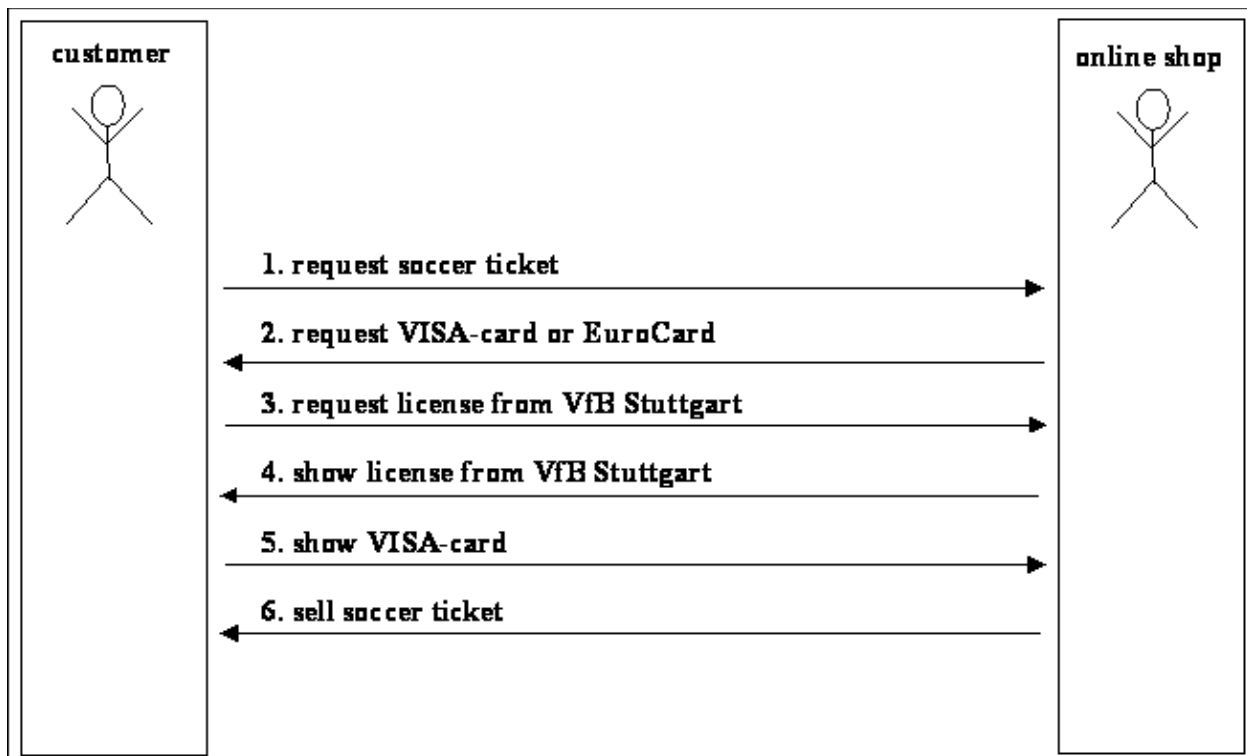 customer
online shop
1. request soccer ticket
2. request VISA-card or EuroCard
3. request license from VfB Stuttgart
4. show license from VfB Stuttgart
5. show VISA-card
6. sell soccer ticket